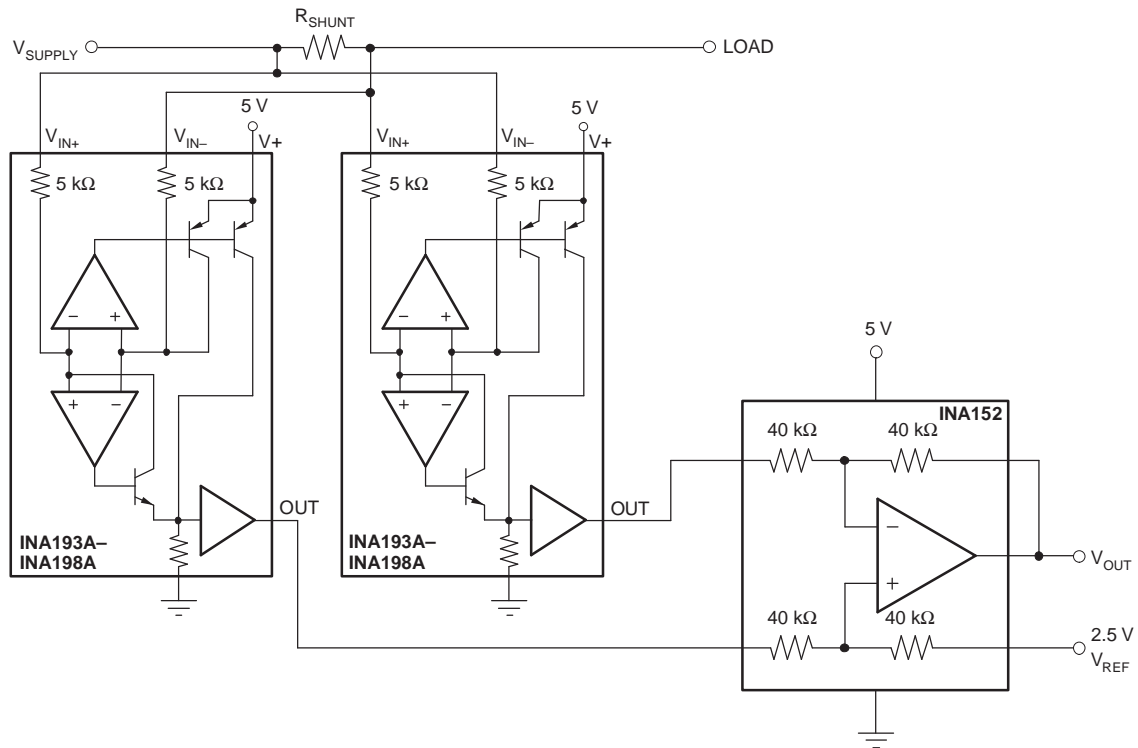 R_SHUNT
V_SUPPLY
LOAD
5 V
V_IN+
V_IN–
V+
5 kΩ
5 kΩ
–
+
+
–
OUT
INA193A–
INA198A
5 V
V_IN+
V_IN–
V+
5 kΩ
5 kΩ
–
+
+
–
OUT
INA193A–
INA198A
5 V
INA152
40 kΩ
40 kΩ
–
+
V_OUT
40 kΩ
40 kΩ
2.5 V
V_REF